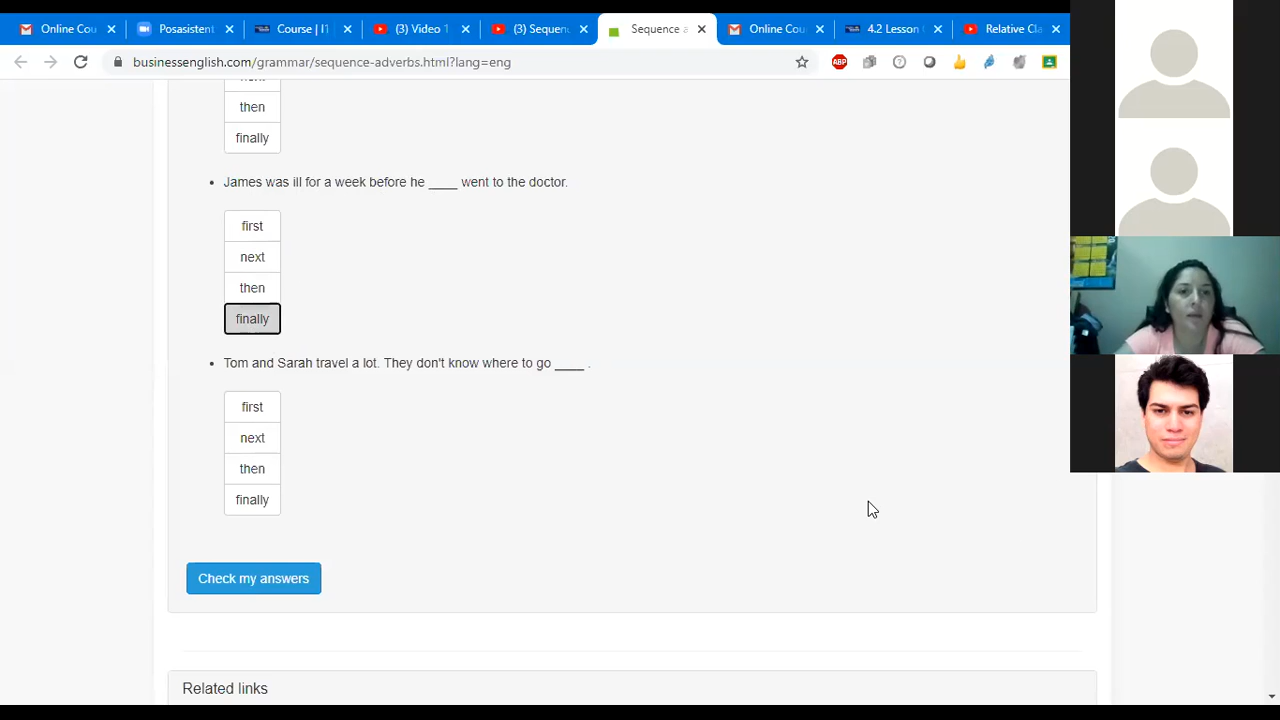 Online Cou
Posasistent
Course | I1
(3) Video 1
(3) Sequenc
Sequence a
Online Cou
4.2 Lesson
Relative Cla
businessenglish.com/grammar/sequence-adverbs.html?lang=eng
ABP
then
finally
James was ill for a week before he ____ went to the doctor.
first
next
then
finally
Tom and Sarah travel a lot. They don't know where to go ____ .
first
next
then
finally
Check my answers
Related links